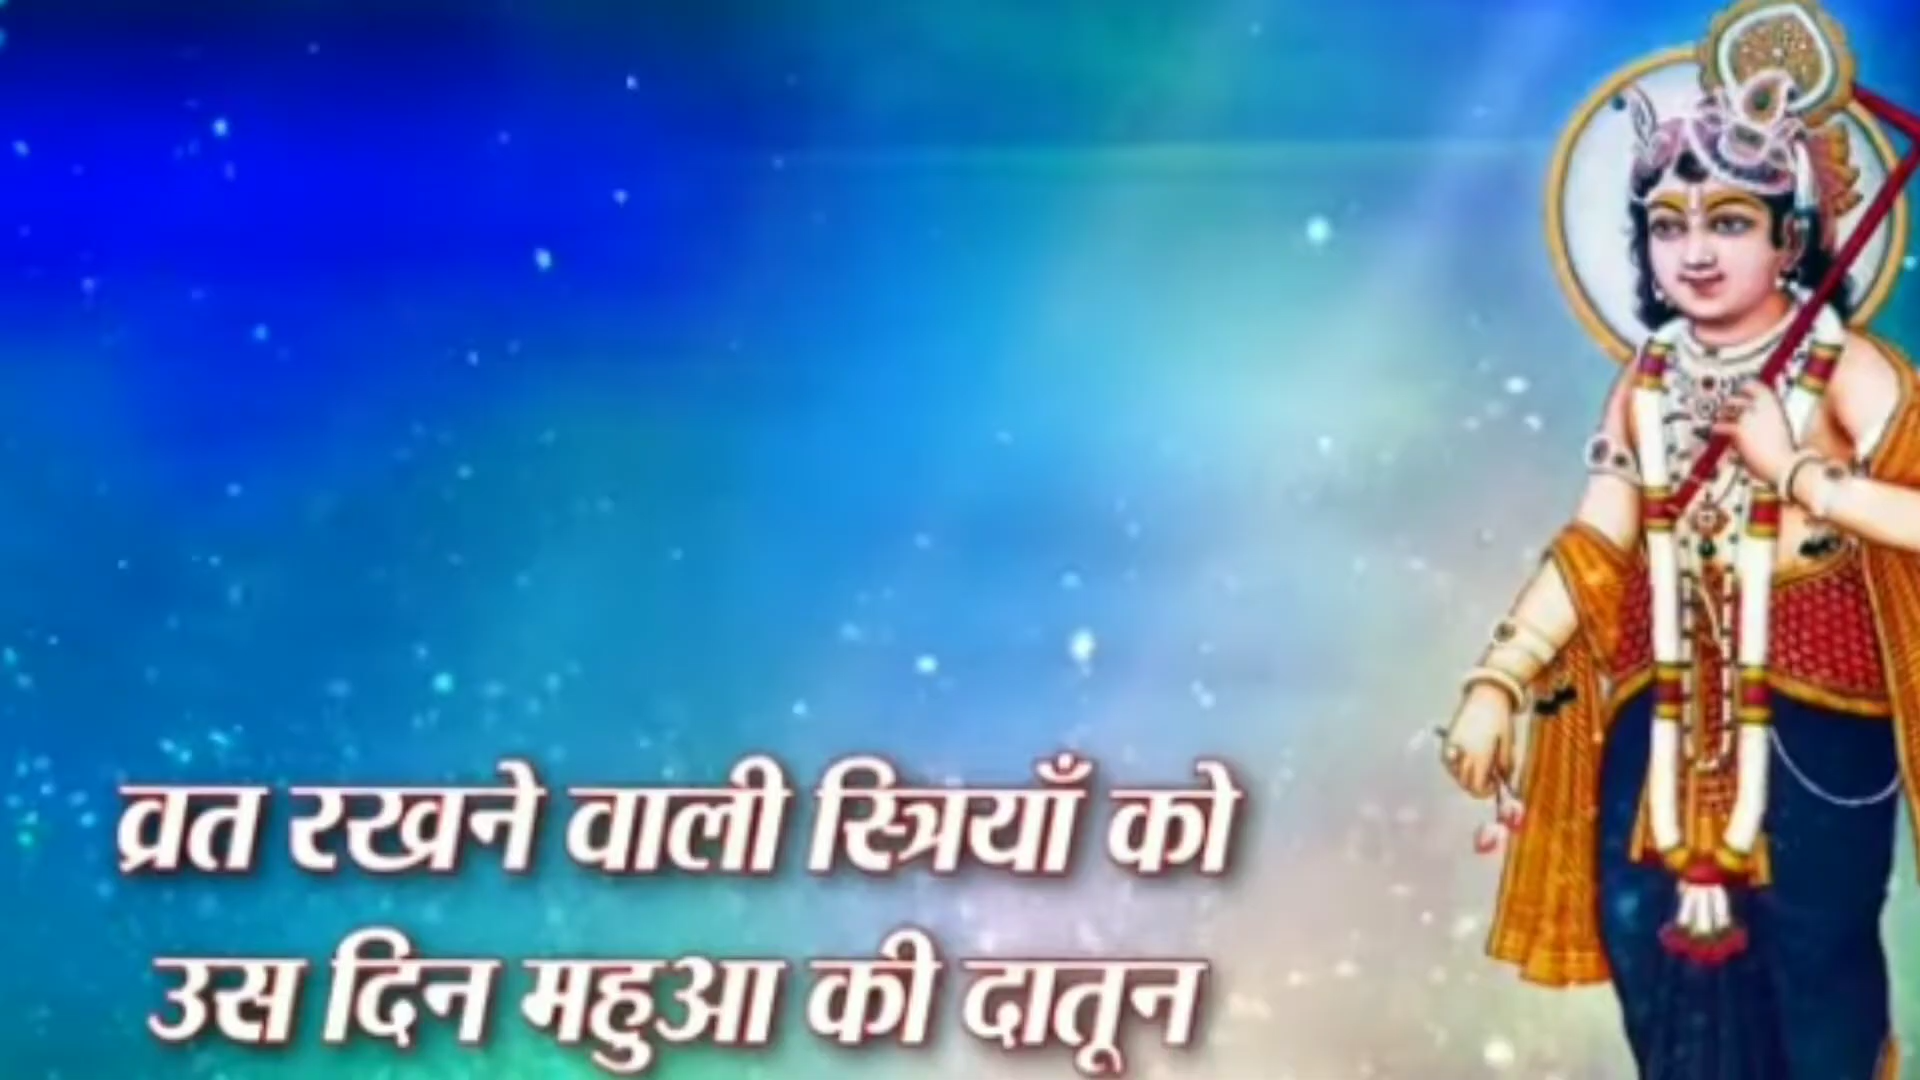 व्रत रखने वाली स्त्रियाँ को
उस दिन महुआ की दातून